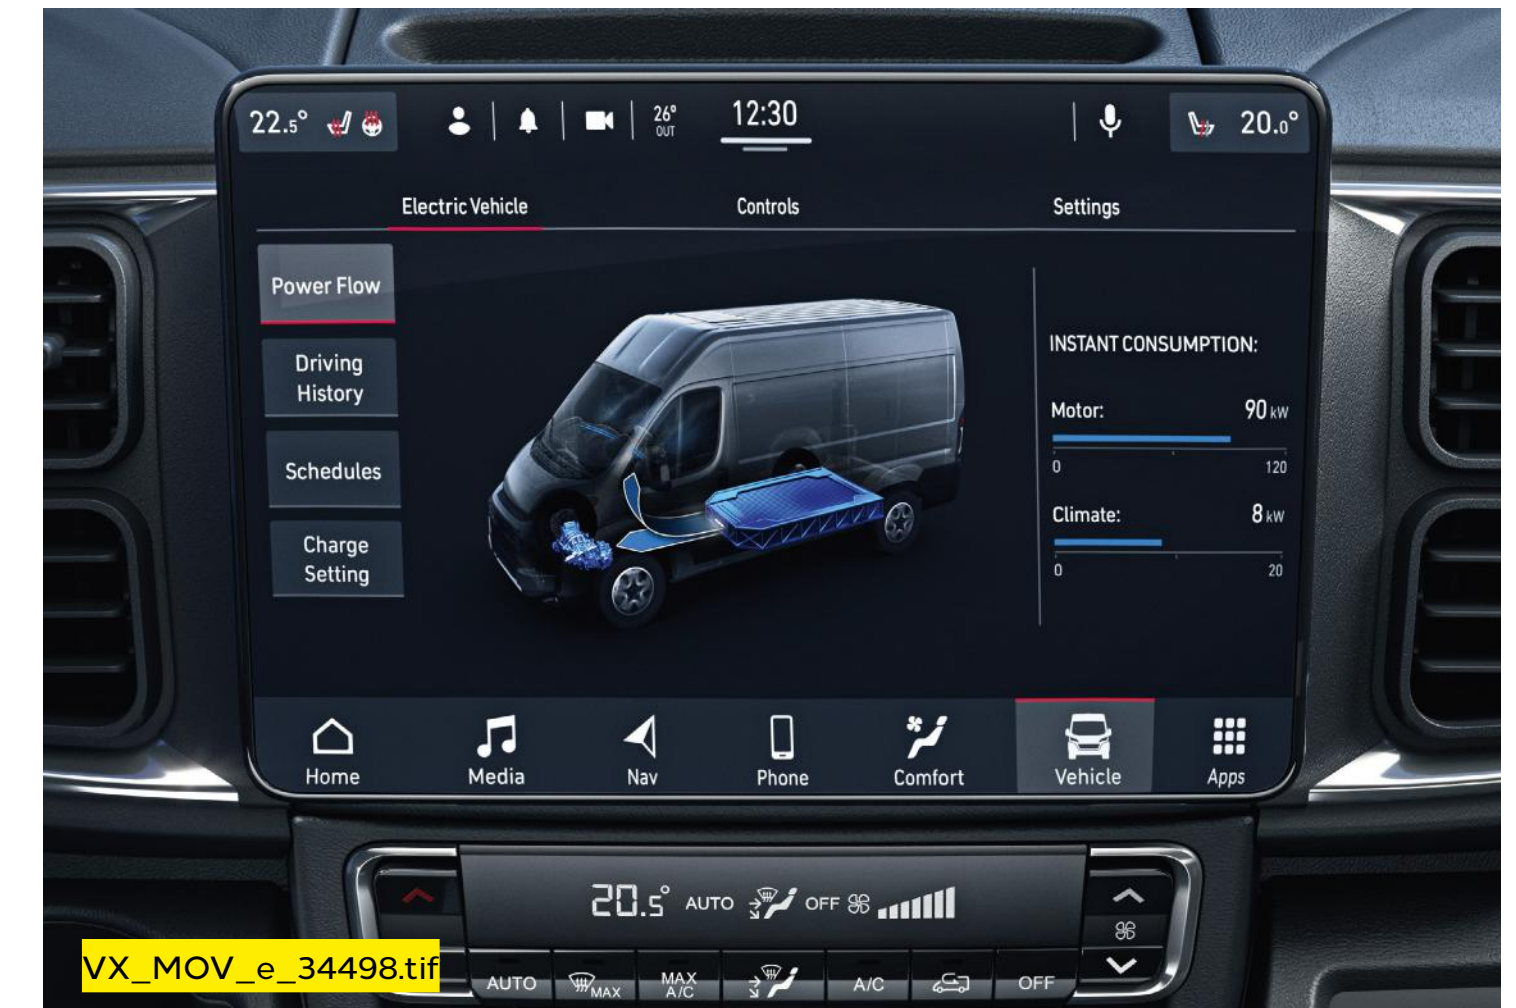 22.5°
26°
OUT
12:30
20.0°
Electric Vehicle
Controls
Settings
Power Flow
Driving
History
Schedules
Charge
Setting
INSTANT CONSUMPTION:
Motor: 90 kW
0 120
Climate: 8 kW
0 20
Home
Media
Nav
Phone
Comfort
Vehicle
Apps
20.5° AUTO OFF
AUTO
MAX
MAX
A/C
A/C
OFF
VX_MOV_e_34498.tif